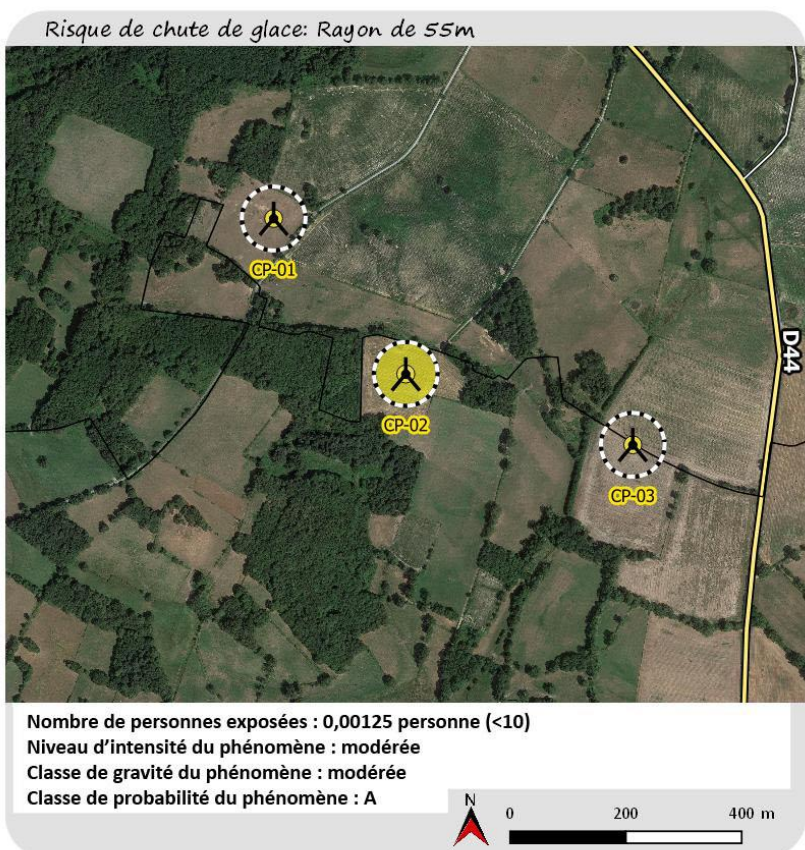 Risque de chute de glace: Rayon de 55m
CP-01
D44
CP-02
CP-03
Nombre de personnes exposées : 0,00125 personne (<10)
Niveau d'intensité du phénomène : modérée
Classe de gravité du phénomène : modérée
Classe de probabilité du phénomène : A
N
0 200 400 m